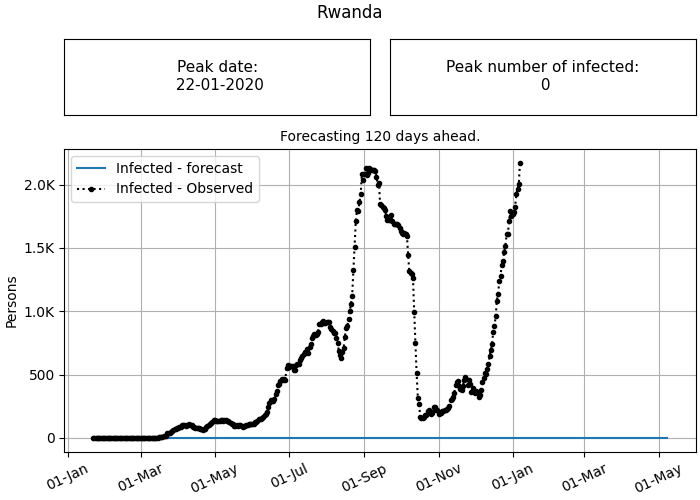 Rwanda
Peak date:
22-01-2020
Peak number of infected:
0
Forecasting 120 days ahead.
Infected - forecast
Infected - Observed
2.0K
1.5K
1.0K
500
0
Persons
01-Jan
01-Mar
01-May
01-Jul
01-Sep
01-Nov
01-Jan
01-Mar
01-May